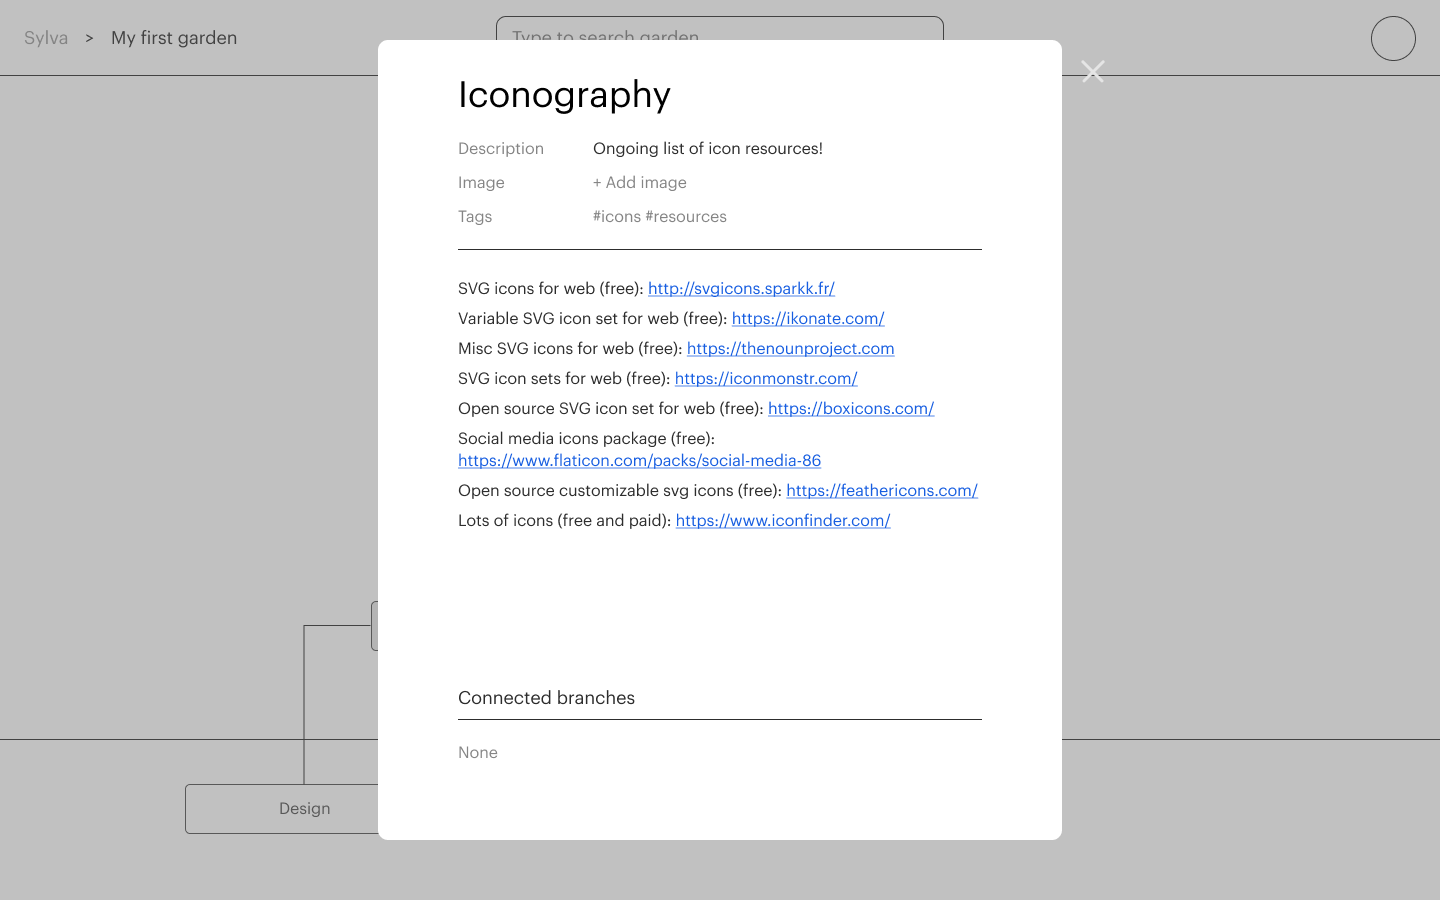 Sylva > My first garden
Type to search garden
Iconography
Description Ongoing list of icon resources!
Image + Add image
Tags #icons #resources
SVG icons for web (free): http://svgicons.sparkk.fr/
Variable SVG icon set for web (free): https://ikonate.com/
Misc SVG icons for web (free): https://thenounproject.com
SVG icon sets for web (free): https://iconmonstr.com/
Open source SVG icon set for web (free): https://boxicons.com/
Social media icons package (free):
https://www.flaticon.com/packs/social-media-86
Open source customizable svg icons (free): https://feathericons.com/
Lots of icons (free and paid): https://www.iconfinder.com/
Connected branches
None
Design